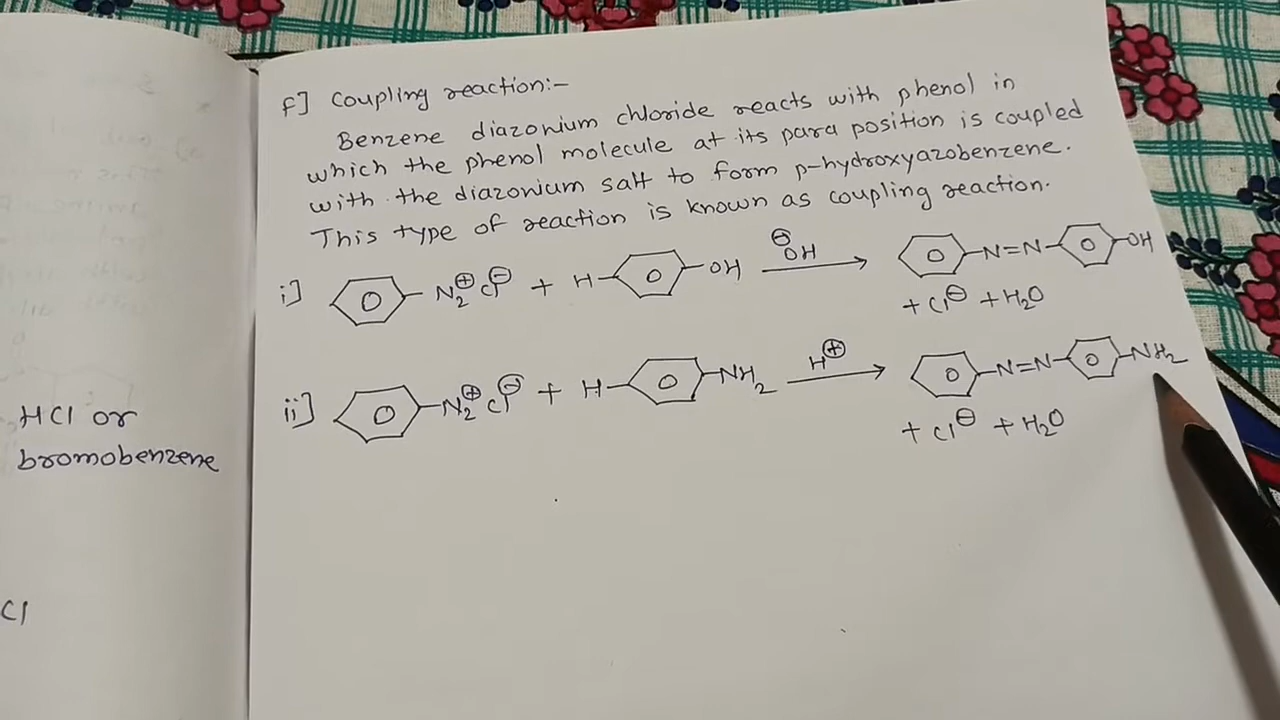 HCl or
bromobenzene
Cl
f] Coupling reaction:-
Benzene diazonium chloride reacts with phenol in
which the phenol molecule at its para position is coupled
with the diazonium salt to form p-hydroxyazobenzene.
This type of reaction is known as coupling reaction.
i] N₂⊕ Cl⊖ + H OH ⊖OH → N=N OH
+ Cl⊖ + H₂O
ii] N₂⊕ Cl⊖ + H NH₂ H⊕ → N=N NH₂
+ Cl⊖ + H₂O